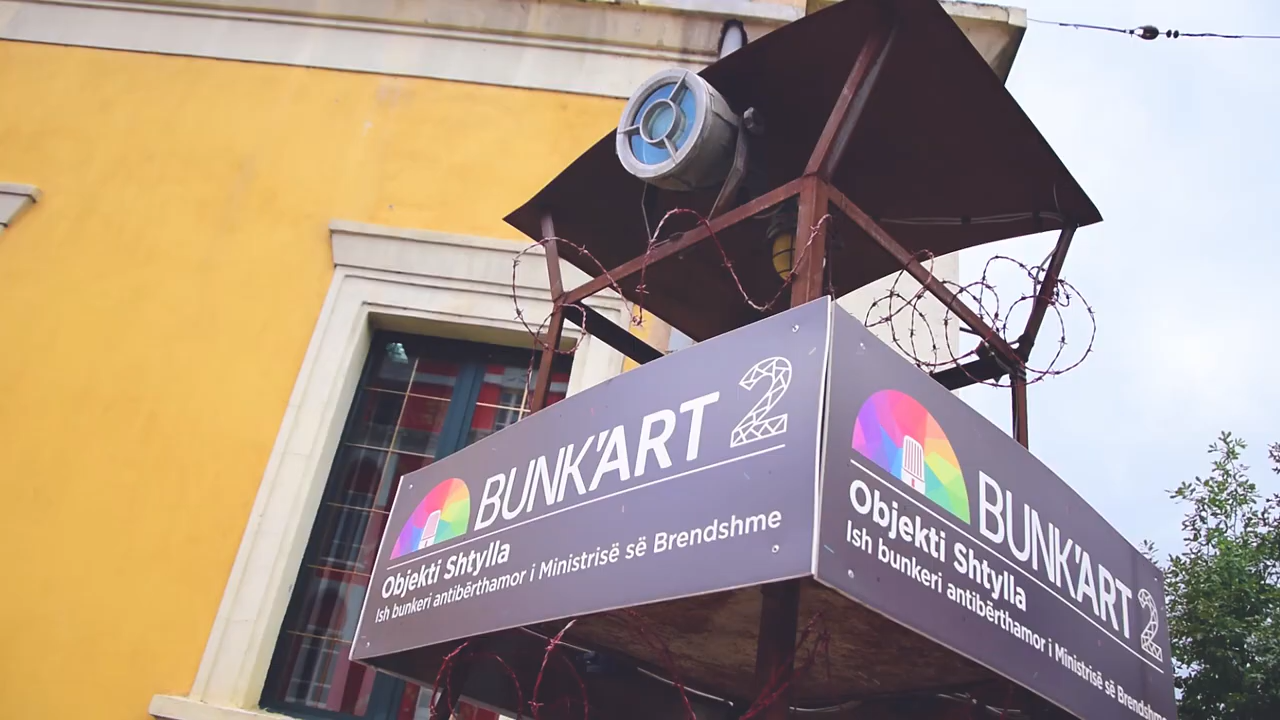 BUNK'ART 2
Objekti Shtylla
Ish bunkeri antibërthamor i Ministrisë së Brendshme
BUNK'ART 2
Objekti Shtylla
Ish bunkeri antibërthamor i Ministrisë së Brendshme